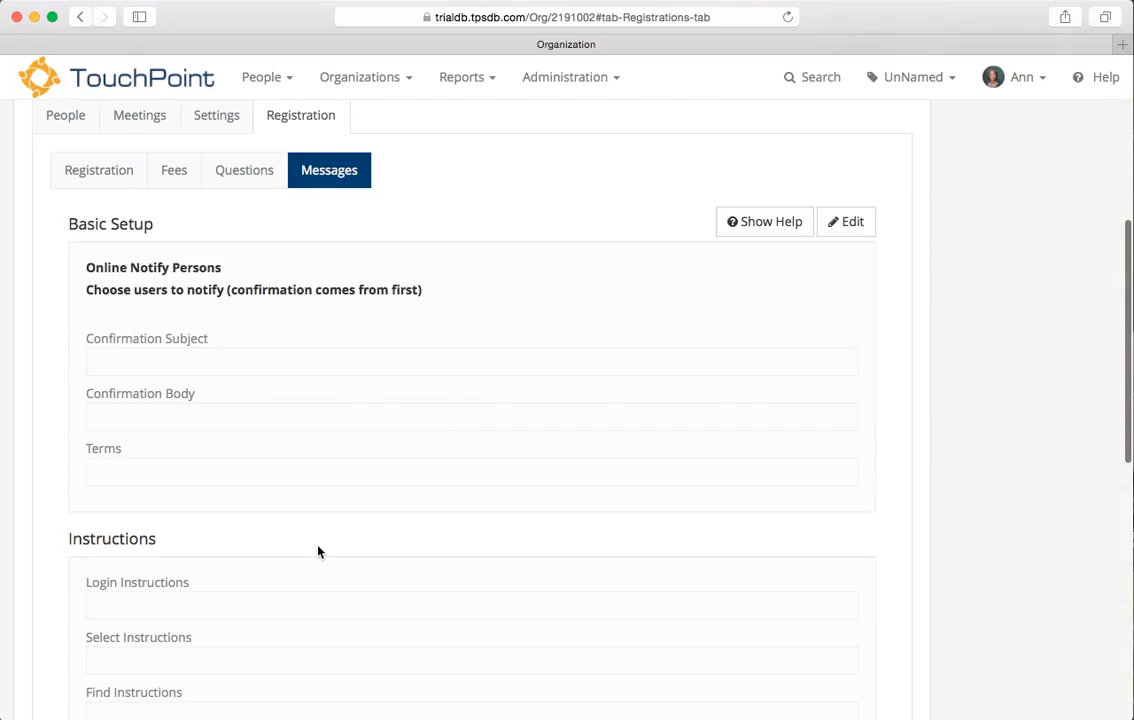 trialdb.tpsdb.com/Org/2191002#tab-Registrations-tab
Organization
TouchPoint People Organizations Reports Administration Search UnNamed Ann Help
People Meetings Settings Registration
Registration Fees Questions Messages
Basic Setup Show Help Edit
Online Notify Persons
Choose users to notify (confirmation comes from first)
Confirmation Subject
Confirmation Body
Terms
Instructions
Login Instructions
Select Instructions
Find Instructions